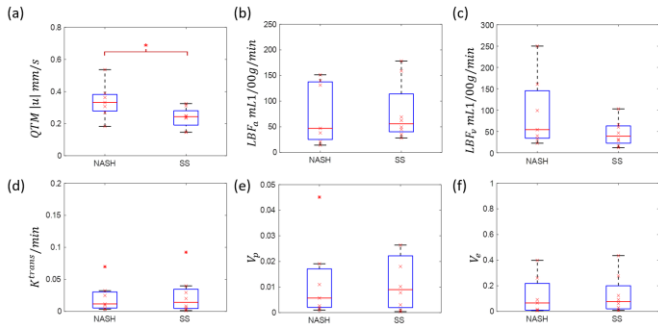 (a)
QTM |u| mm/s
0.8
0.6
0.4
0.2
0
*
NASH
SS
(b)
LBFa mL1/00g/min
250
200
150
100
50
0
NASH
SS
(c)
LBFv mL1/00g/min
300
250
200
150
100
50
0
NASH
SS
(d)
Ktrans/min
0.2
0.15
0.1
0.05
0
NASH
SS
(e)
Vp
0.05
0.04
0.03
0.02
0.01
0
NASH
SS
(f)
Ve
1
0.8
0.6
0.4
0.2
0
NASH
SS